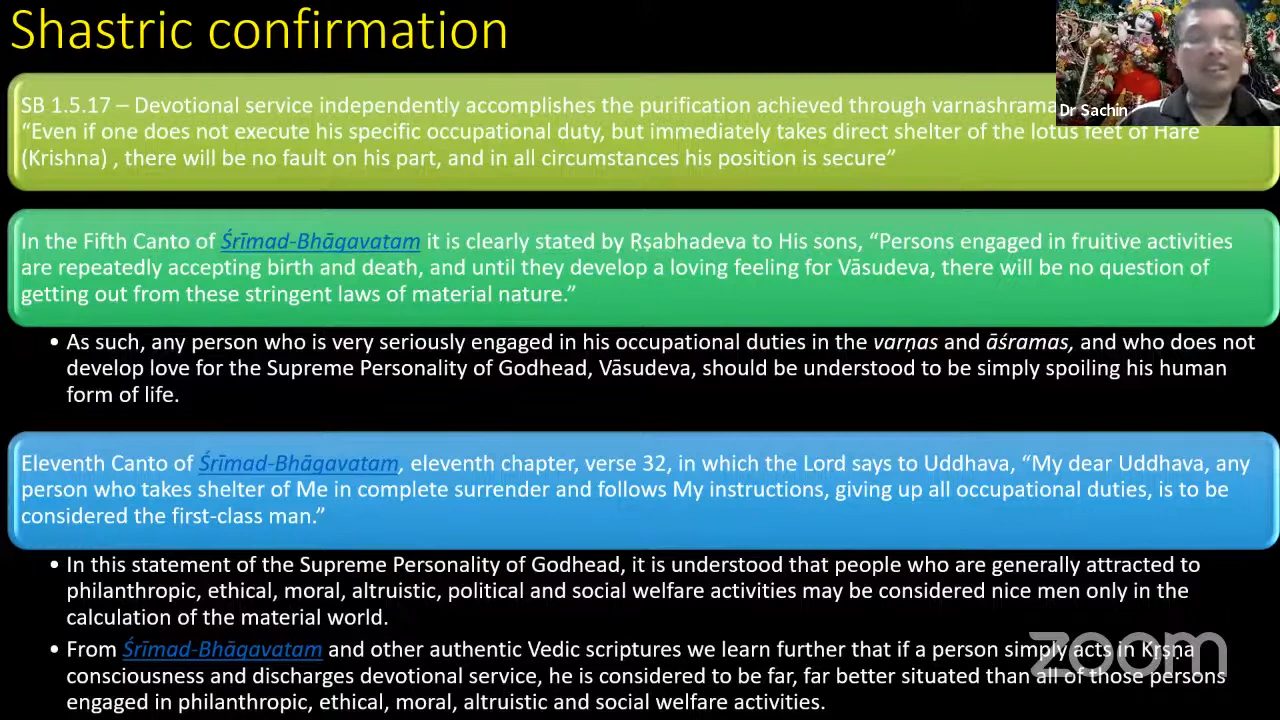 Shastric confirmation
SB 1.5.17 – Devotional service independently accomplishes the purification achieved through varnashrama
Dr Sachin
“Even if one does not execute his specific occupational duty, but immediately takes direct shelter of the lotus feet of Hare
(Krishna) , there will be no fault on his part, and in all circumstances his position is secure”
In the Fifth Canto of Śrīmad-Bhāgavatam it is clearly stated by Ṛṣabhadeva to His sons, “Persons engaged in fruitive activities
are repeatedly accepting birth and death, and until they develop a loving feeling for Vāsudeva, there will be no question of
getting out from these stringent laws of material nature.”
• As such, any person who is very seriously engaged in his occupational duties in the varṇas and āśramas, and who does not
develop love for the Supreme Personality of Godhead, Vāsudeva, should be understood to be simply spoiling his human
form of life.
Eleventh Canto of Śrīmad-Bhāgavatam, eleventh chapter, verse 32, in which the Lord says to Uddhava, “My dear Uddhava, any
person who takes shelter of Me in complete surrender and follows My instructions, giving up all occupational duties, is to be
considered the first-class man.”
• In this statement of the Supreme Personality of Godhead, it is understood that people who are generally attracted to
philanthropic, ethical, moral, altruistic, political and social welfare activities may be considered nice men only in the
calculation of the material world.
• From Śrīmad-Bhāgavatam and other authentic Vedic scriptures we learn further that if a person simply acts in Kṛṣṇa
consciousness and discharges devotional service, he is considered to be far, far better situated than all of those persons
engaged in philanthropic, ethical, moral, altruistic and social welfare activities.
zoom